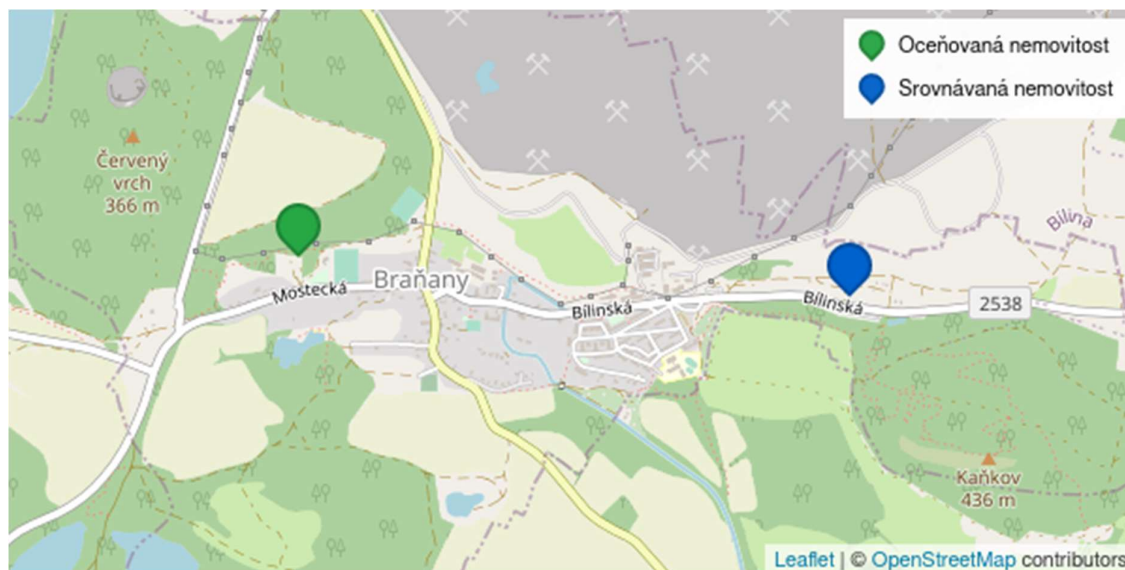 Oceňovaná nemovitost
Srovnávaná nemovitost
Červený
vrch
366 m
Bílina
Braňany
Mostecká
Bílinská
Bílinská
2538
Kaňkov
436 m
Leaflet | © OpenStreetMap contributors